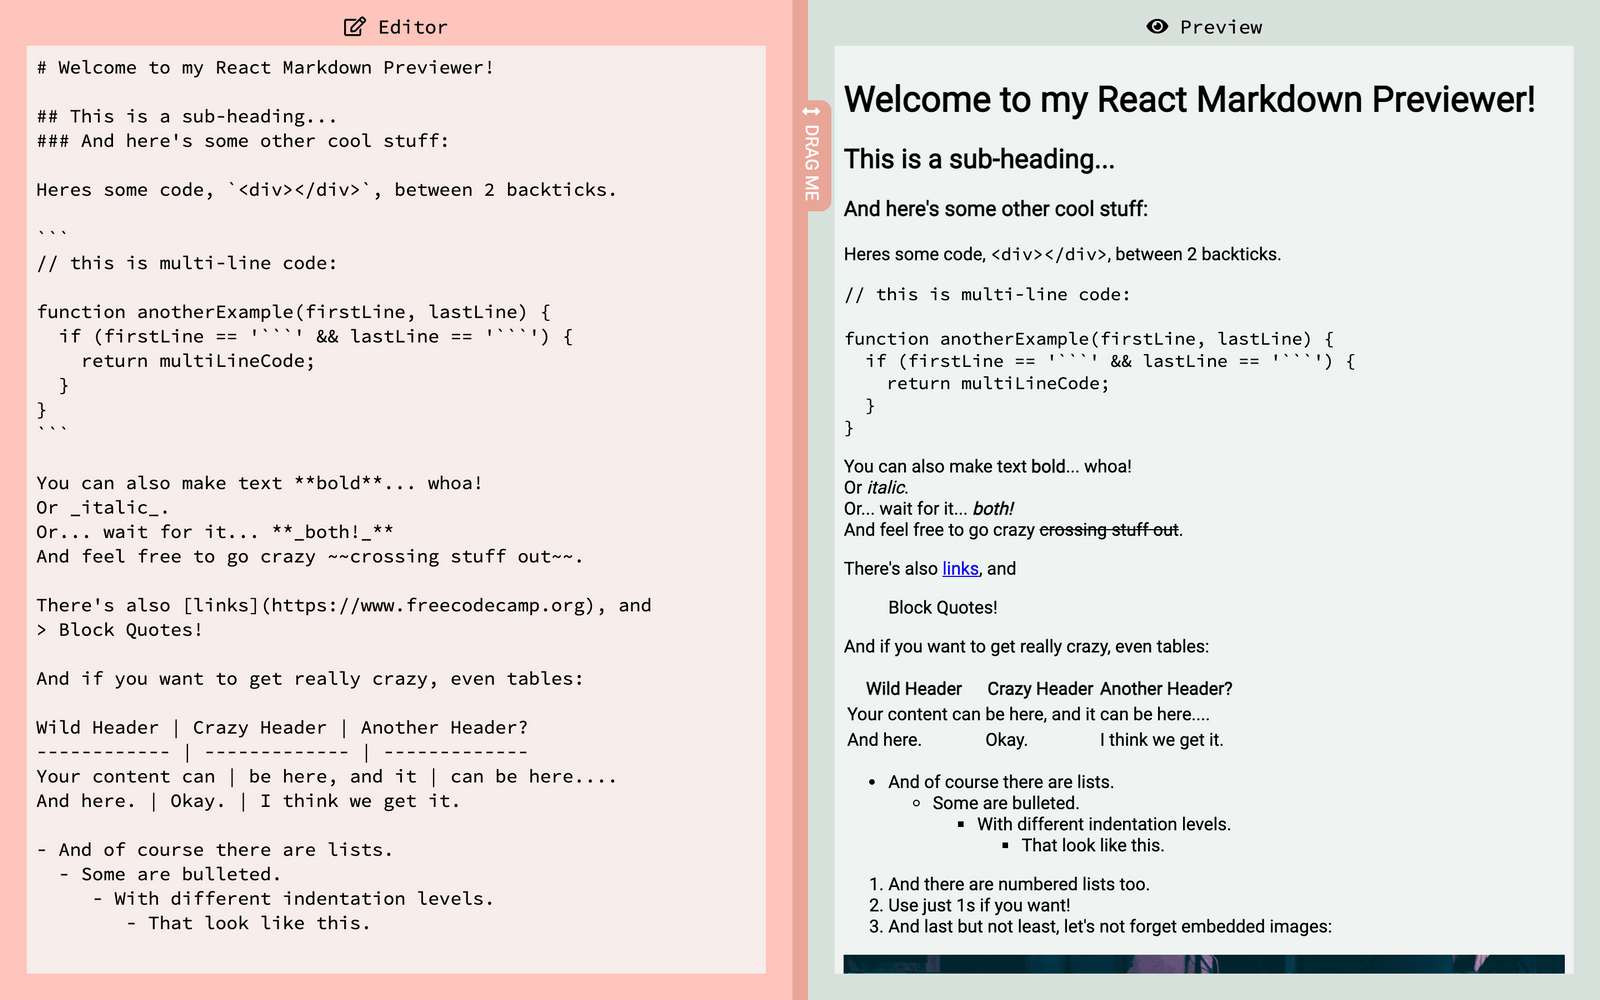 Editor
# Welcome to my React Markdown Previewer!
## This is a sub-heading...
### And here's some other cool stuff:
Heres some code, `<div></div>`, between 2 backticks.
```
// this is multi-line code:
function anotherExample(firstLine, lastLine) {
  if (firstLine == '```' && lastLine == '```') {
    return multiLineCode;
  }
}
```
You can also make text **bold**... whoa!
Or _italic_.
Or... wait for it... **_both!_**
And feel free to go crazy ~~crossing stuff out~~.
There's also [links](https://www.freecodecamp.org), and
> Block Quotes!
And if you want to get really crazy, even tables:
Wild Header | Crazy Header | Another Header?
------------ | ------------- | -------------
Your content can | be here, and it | can be here....
And here. | Okay. | I think we get it.
- And of course there are lists.
  - Some are bulleted.
     - With different indentation levels.
        - That look like this.
DRAG ME
Preview
Welcome to my React Markdown Previewer!
This is a sub-heading...
And here's some other cool stuff:
Heres some code, <div></div>, between 2 backticks.
// this is multi-line code:
function anotherExample(firstLine, lastLine) {
  if (firstLine == '```' && lastLine == '```') {
    return multiLineCode;
  }
}
You can also make text bold... whoa!
Or italic.
Or... wait for it... both!
And feel free to go crazy crossing stuff out.
There's also links, and
Block Quotes!
And if you want to get really crazy, even tables:
Wild Header Crazy Header Another Header?
Your content can be here, and it can be here....
And here. Okay. I think we get it.
• And of course there are lists.
◦ Some are bulleted.
▪ With different indentation levels.
▪ That look like this.
1. And there are numbered lists too.
2. Use just 1s if you want!
3. And last but not least, let's not forget embedded images: